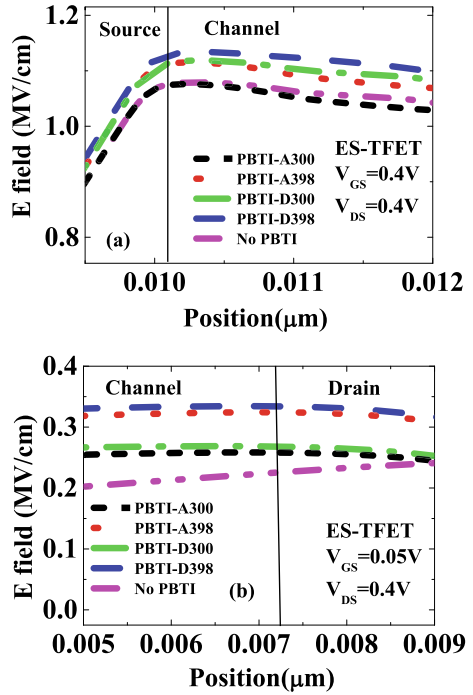 Source Channel
E field (MV/cm)
1.2
1.0
0.8
PBTI-A300
PBTI-A398
PBTI-D300
PBTI-D398
No PBTI
ES-TFET
V_GS=0.4V
V_DS=0.4V
(a)
0.010 0.011 0.012
Position(μm)
E field (MV/cm)
0.4
0.3
0.2
0.1
0.0
Channel Drain
PBTI-A300
PBTI-A398
PBTI-D300
PBTI-D398
No PBTI
(b)
ES-TFET
V_GS=0.05V
V_DS=0.4V
0.005 0.006 0.007 0.008 0.009
Position(μm)